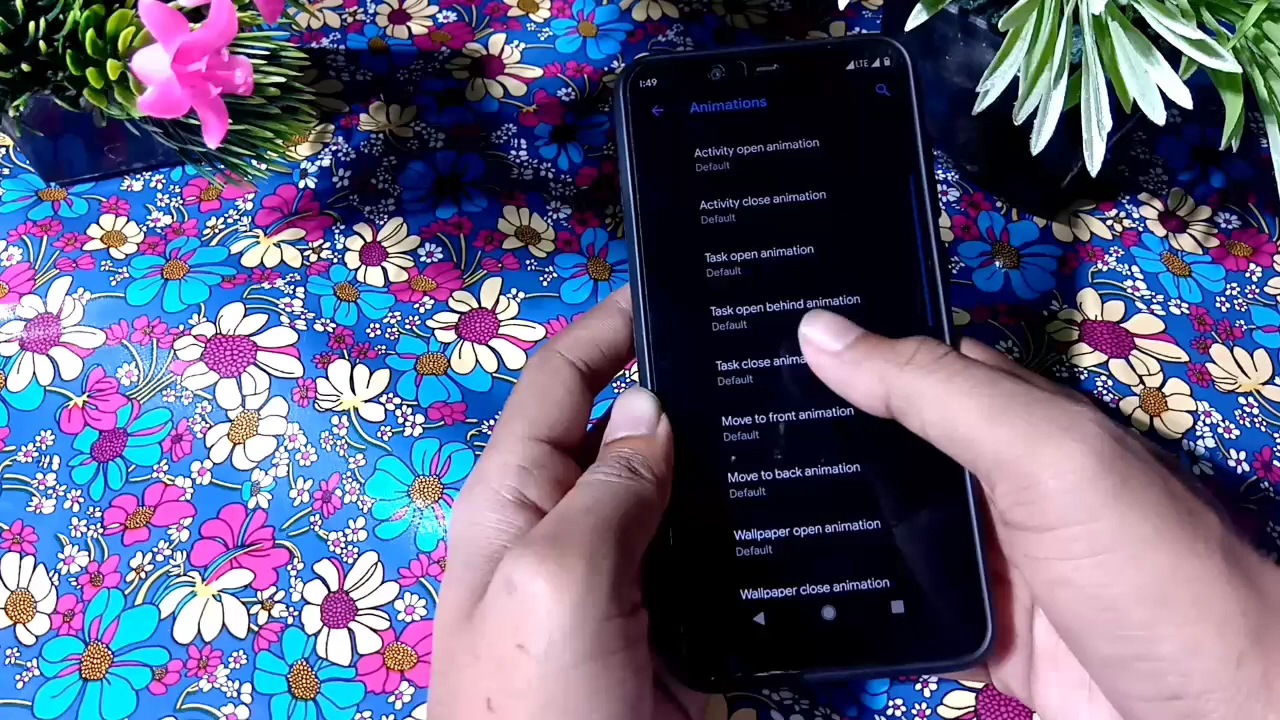 1:49
LTE
Animations
Activity open animation
Default
Activity close animation
Default
Task open animation
Default
Task open behind animation
Default
Task close
Default
Move to front animation
Default
Move to back animation
Default
Wallpaper open animation
Default
Wallpaper close animation